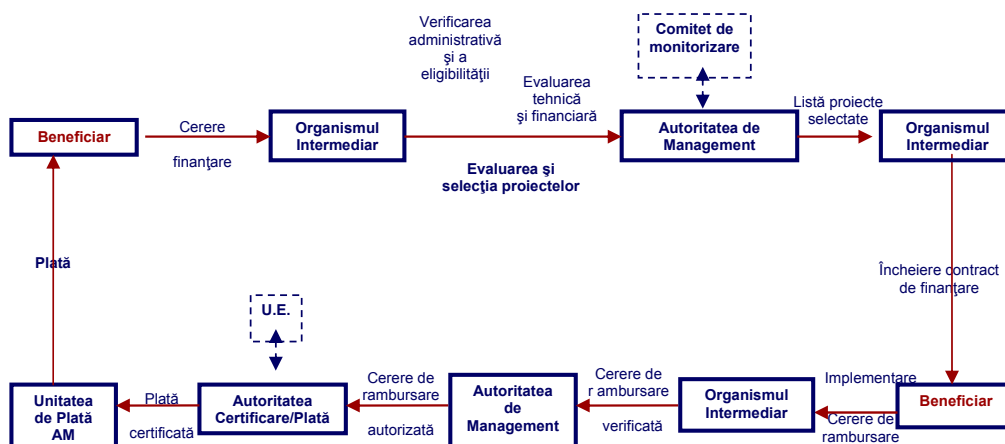 Verificarea
administrativă
şi a
eligibilităţii
Comitet de
monitorizare
Evaluarea
tehnică
şi financiară
Listă proiecte
selectate
Beneficiar
Cerere
finanţare
Organismul
Intermediar
Evaluarea şi
selecţia proiectelor
Autoritatea de
Management
Organismul
Intermediar
Plată
Încheiere contract
de finanţare
U.E.
Unitatea
de Plată
AM
Plată
certificată
Autoritatea
Certificare/Plată
Cerere de
rambursare
autorizată
Autoritatea
de
Management
Cerere de
r ambursare
verificată
Organismul
Intermediar
Implementare
Cerere de
rambursare
Beneficiar